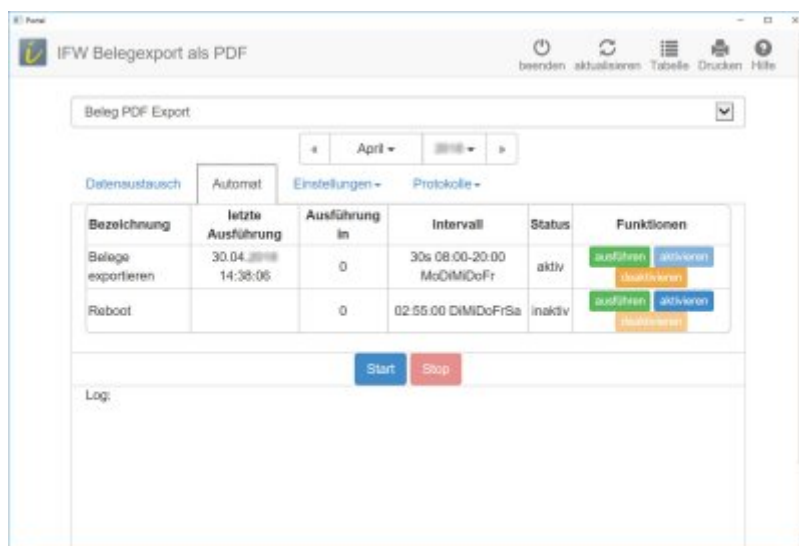 Portal
IFW Belegexport als PDF
beenden aktualisieren Tabelle Drucken Hilfe
Beleg PDF Export
« April »
Datenaustausch Automat Einstellungen Protokolle
Bezeichnung letzte Ausführung Ausführung in Intervall Status Funktionen
Belege exportieren 30.04. 14:38:06 0 30s 08:00-20:00 MoDiMiDoFr aktiv ausführen aktivieren deaktivieren
Reboot 0 02:55:00 DiMiDoFrSa inaktiv ausführen aktivieren deaktivieren
Start Stop
Log: